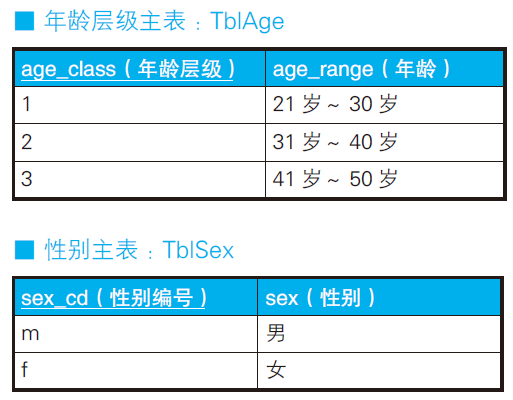 ■ 年龄层级主表：TblAge
age_class（年龄层级） age_range（年龄）
1 21 岁～ 30 岁
2 31 岁～ 40 岁
3 41 岁～ 50 岁
■ 性别主表：TblSex
sex_cd（性别编号） sex（性别）
m 男
f 女